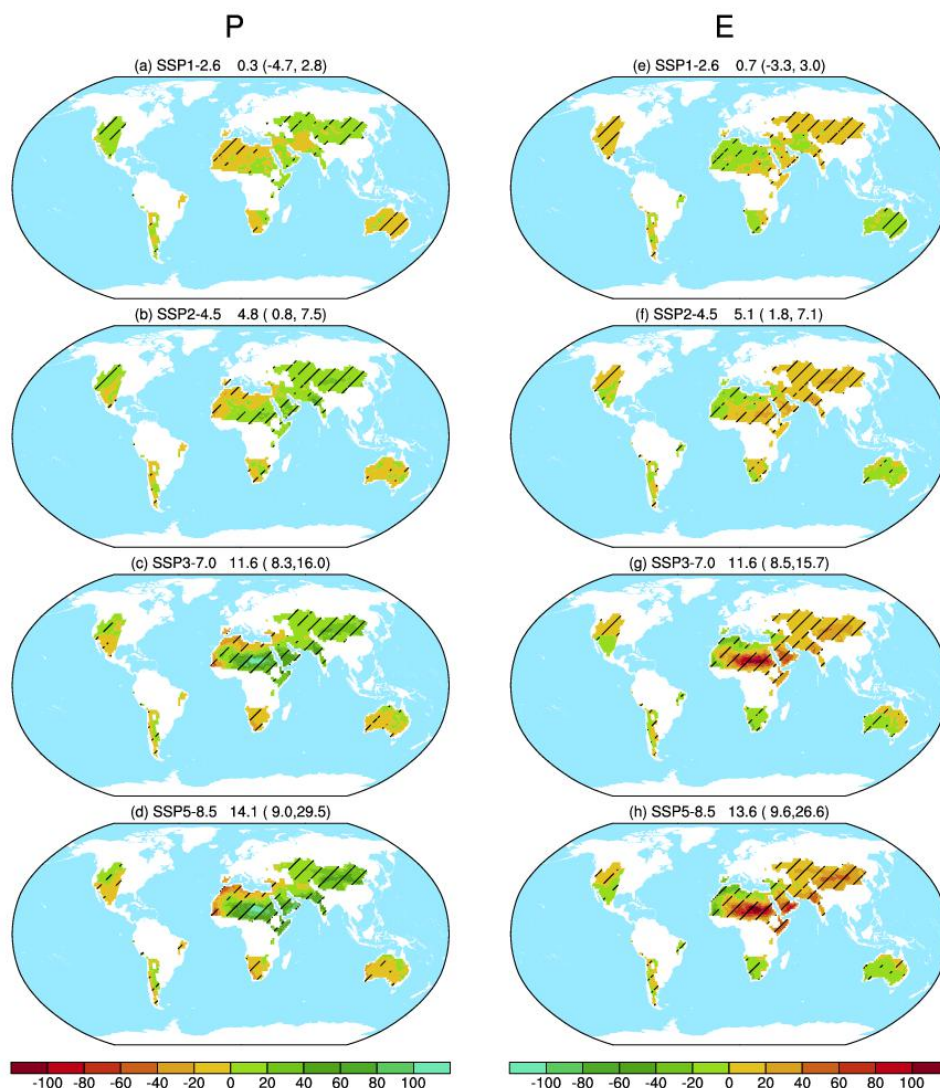 P
E
(a) SSP1-2.6 0.3 (-4.7, 2.8)
(e) SSP1-2.6 0.7 (-3.3, 3.0)
(b) SSP2-4.5 4.8 ( 0.8, 7.5)
(f) SSP2-4.5 5.1 ( 1.8, 7.1)
(c) SSP3-7.0 11.6 ( 8.3,16.0)
(g) SSP3-7.0 11.6 ( 8.5,15.7)
(d) SSP5-8.5 14.1 ( 9.0,29.5)
(h) SSP5-8.5 13.6 ( 9.6,26.6)
-100 -80 -60 -40 -20 0 20 40 60 80 100
-100 -80 -60 -40 -20 0 20 40 60 80 100